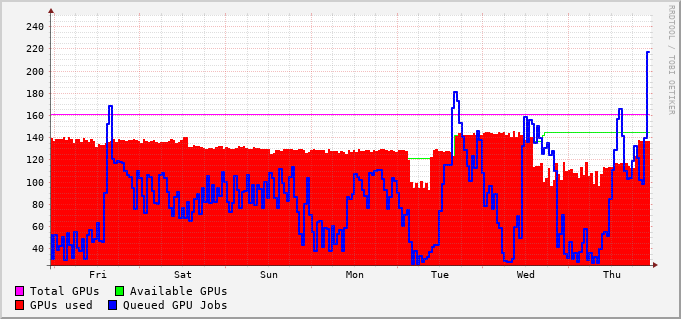 RRDTOOL / TOBI OETIKER
240
220
200
180
160
140
120
100
80
60
40
Fri Sat Sun Mon Tue Wed Thu
Total GPUs Available GPUs
GPUs used Queued GPU Jobs